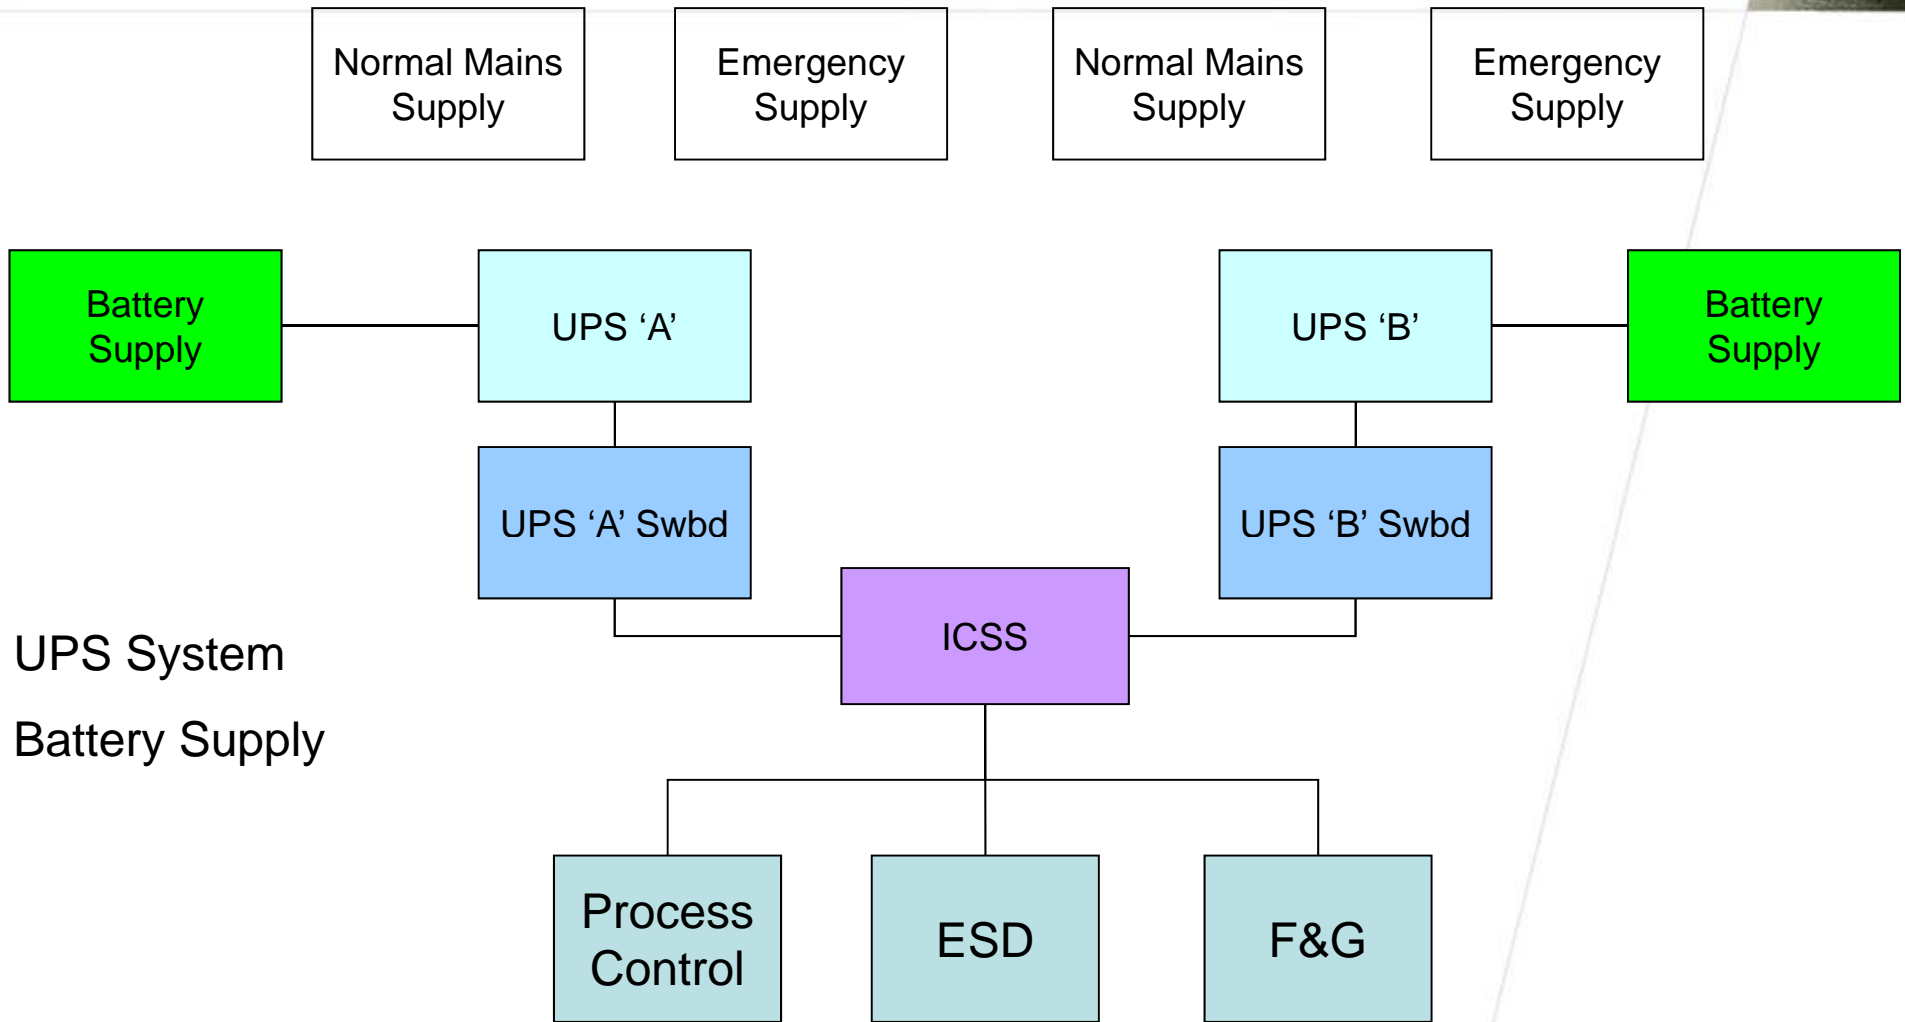 Normal Mains
Supply
Emergency
Supply
Normal Mains
Supply
Emergency
Supply
Battery
Supply
UPS ‘A’
UPS ‘B’
Battery
Supply
UPS ‘A’ Swbd
UPS ‘B’ Swbd
ICSS
UPS System
Battery Supply
Process
Control
ESD
F&G